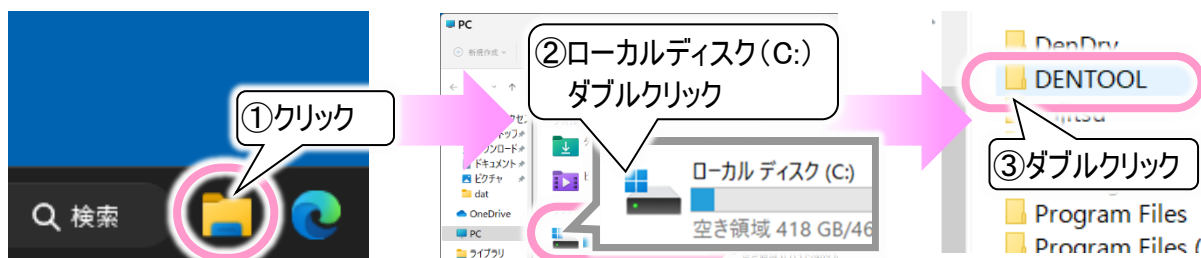 ①クリック
検索
PC
新規作成
②ローカルディスク(C:)
ダブルクリック
ドキュメント
ピクチャ
dat
OneDrive
PC
ライブラリ
ローカル ディスク (C:)
空き領域 418 GB/46
DenDry
DENTOOL
③ダブルクリック
Program Files
Program Files (